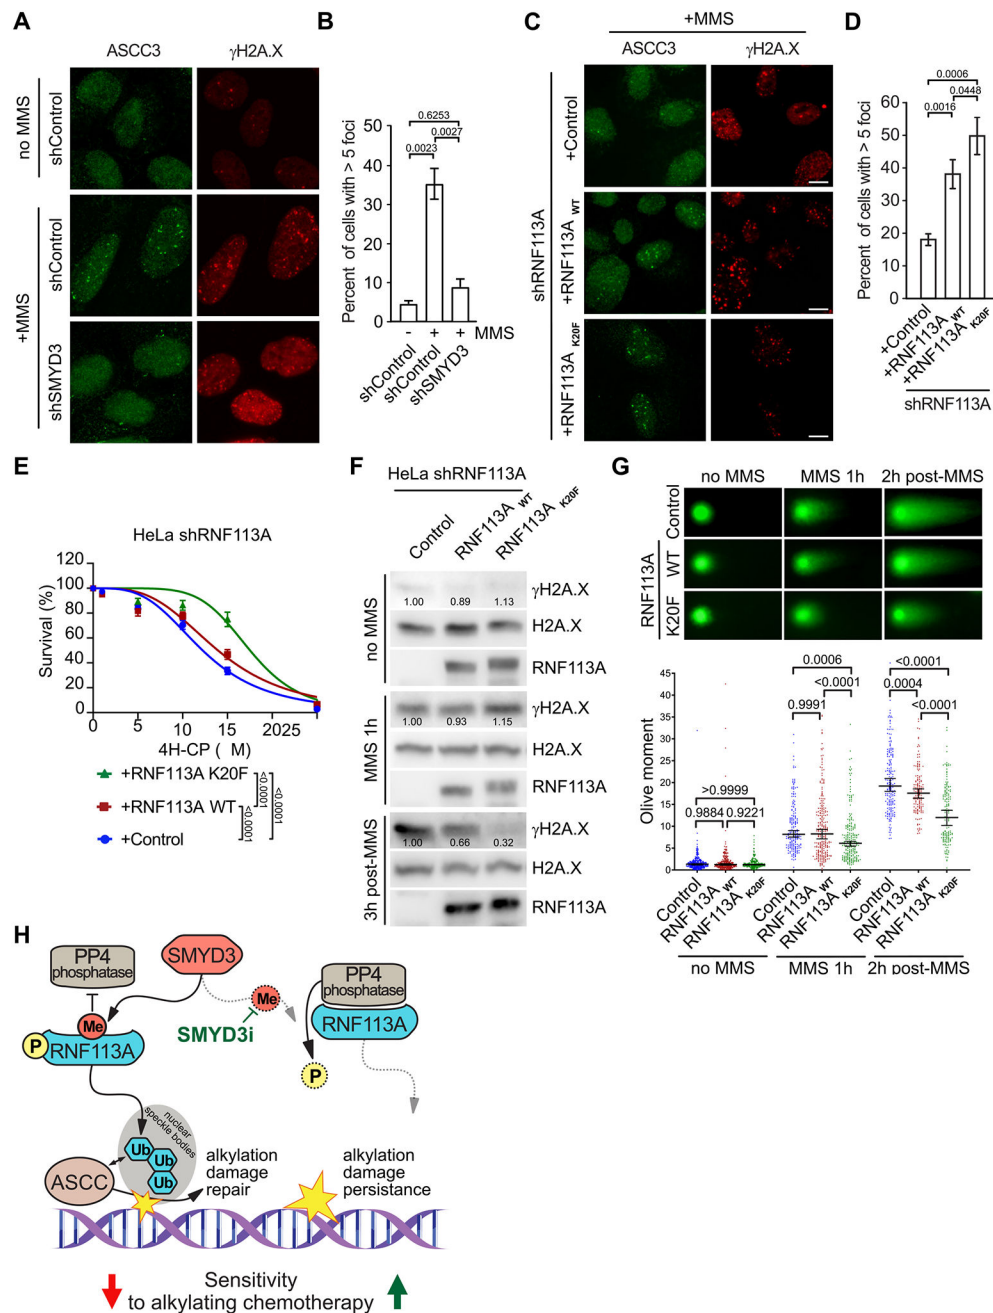 A
ASCC3
γH2A.X
no MMS
shControl
+MMS
shControl
shSMYD3
B
Percent of cells with > 5 foci
50
40
30
20
10
0
0.6253
0.0027
0.0023
- + + MMS
shControl
shControl
shSMYD3
C
+MMS
ASCC3
γH2A.X
shRNF113A
+Control
+RNF113A WT
+RNF113A K20F
D
Percent of cells with > 5 foci
60
50
40
30
20
10
0
0.0006
0.0448
0.0016
+Control
+RNF113A WT
+RNF113A K20F
shRNF113A
E
HeLa shRNF113A
Survival (%)
120
100
80
60
40
20
0
0 5 10 15 2025
4H-CP ( M)
+RNF113A K20F
+RNF113A WT
+Control
<0.0001
<0.0001
<0.0001
F
HeLa shRNF113A
Control
RNF113A WT
RNF113A K20F
no MMS
γH2A.X
1.00 0.89 1.13
H2A.X
RNF113A
MMS 1h
γH2A.X
1.00 0.93 1.15
H2A.X
RNF113A
3h post-MMS
γH2A.X
1.00 0.66 0.32
H2A.X
RNF113A
G
no MMS MMS 1h 2h post-MMS
Control
RNF113A
WT
K20F
Olive moment
45
40
35
30
25
20
15
10
5
0
>0.9999
0.9884 0.9221
0.0006
<0.0001
0.9991
<0.0001
0.0004
<0.0001
Control
RNF113A WT
RNF113A K20F
Control
RNF113A WT
RNF113A K20F
Control
RNF113A WT
RNF113A K20F
no MMS MMS 1h 2h post-MMS
H
PP4
phosphatase
SMYD3
Me
P
RNF113A
Me
SMYD3i
PP4
phosphatase
RNF113A
P
nuclear
speckle bodies
Ub
Ub
Ub
ASCC
alkylation
damage
repair
alkylation
damage
persistance
Sensitivity
to alkylating chemotherapy